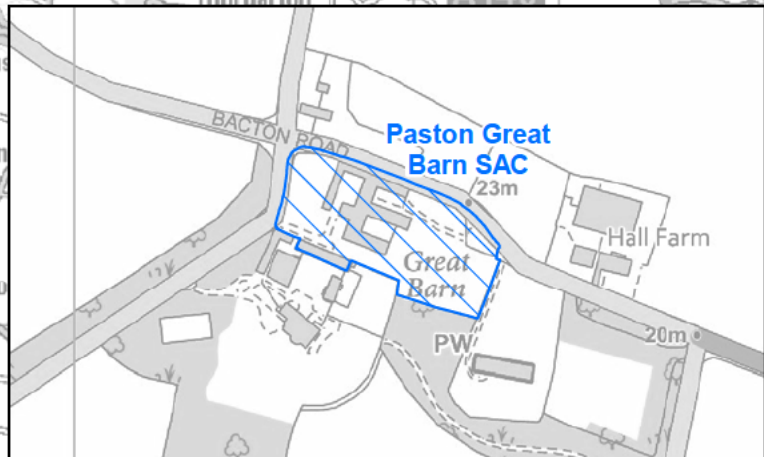 BACTON ROAD
Paston Great
Barn SAC
23m
Hall Farm
Great
Barn
20m
PW